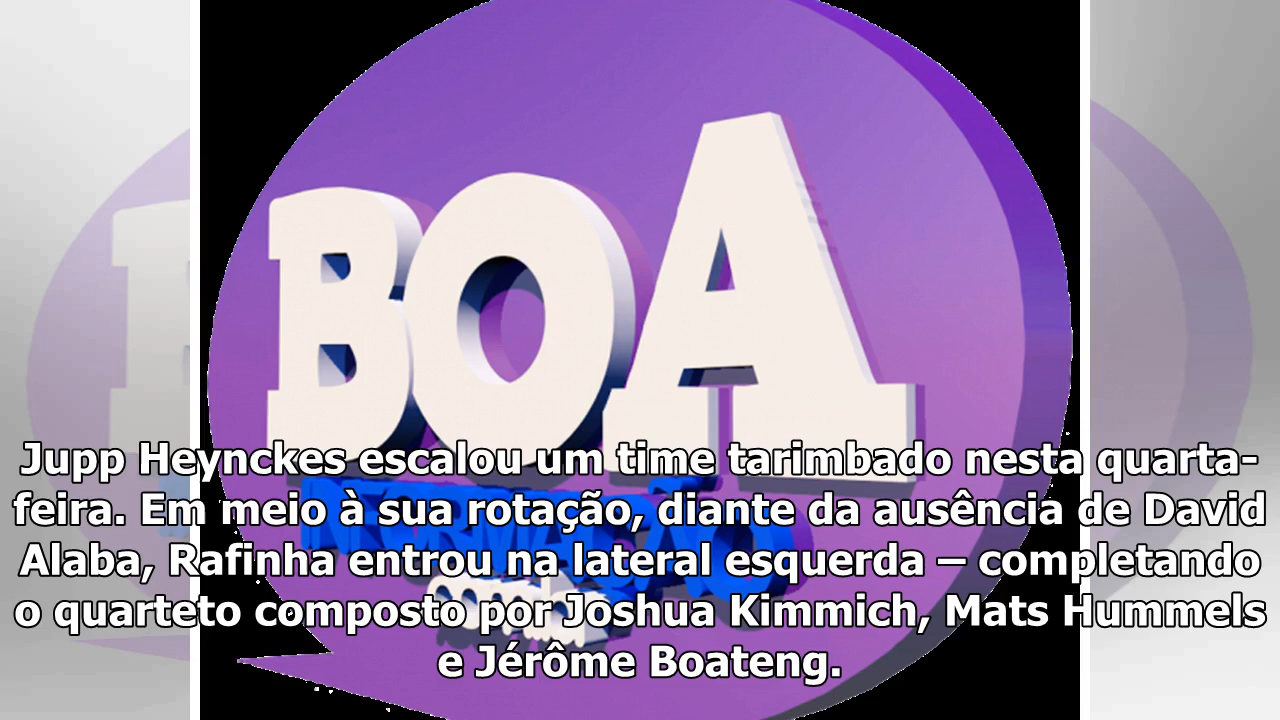 BOA
INFORMAÇÃO
Jupp Heynckes escalou um time tarimbado nesta quarta-
feira. Em meio à sua rotação, diante da ausência de David
Alaba, Rafinha entrou na lateral esquerda – completando
o quarteto composto por Joshua Kimmich, Mats Hummels
e Jérôme Boateng.